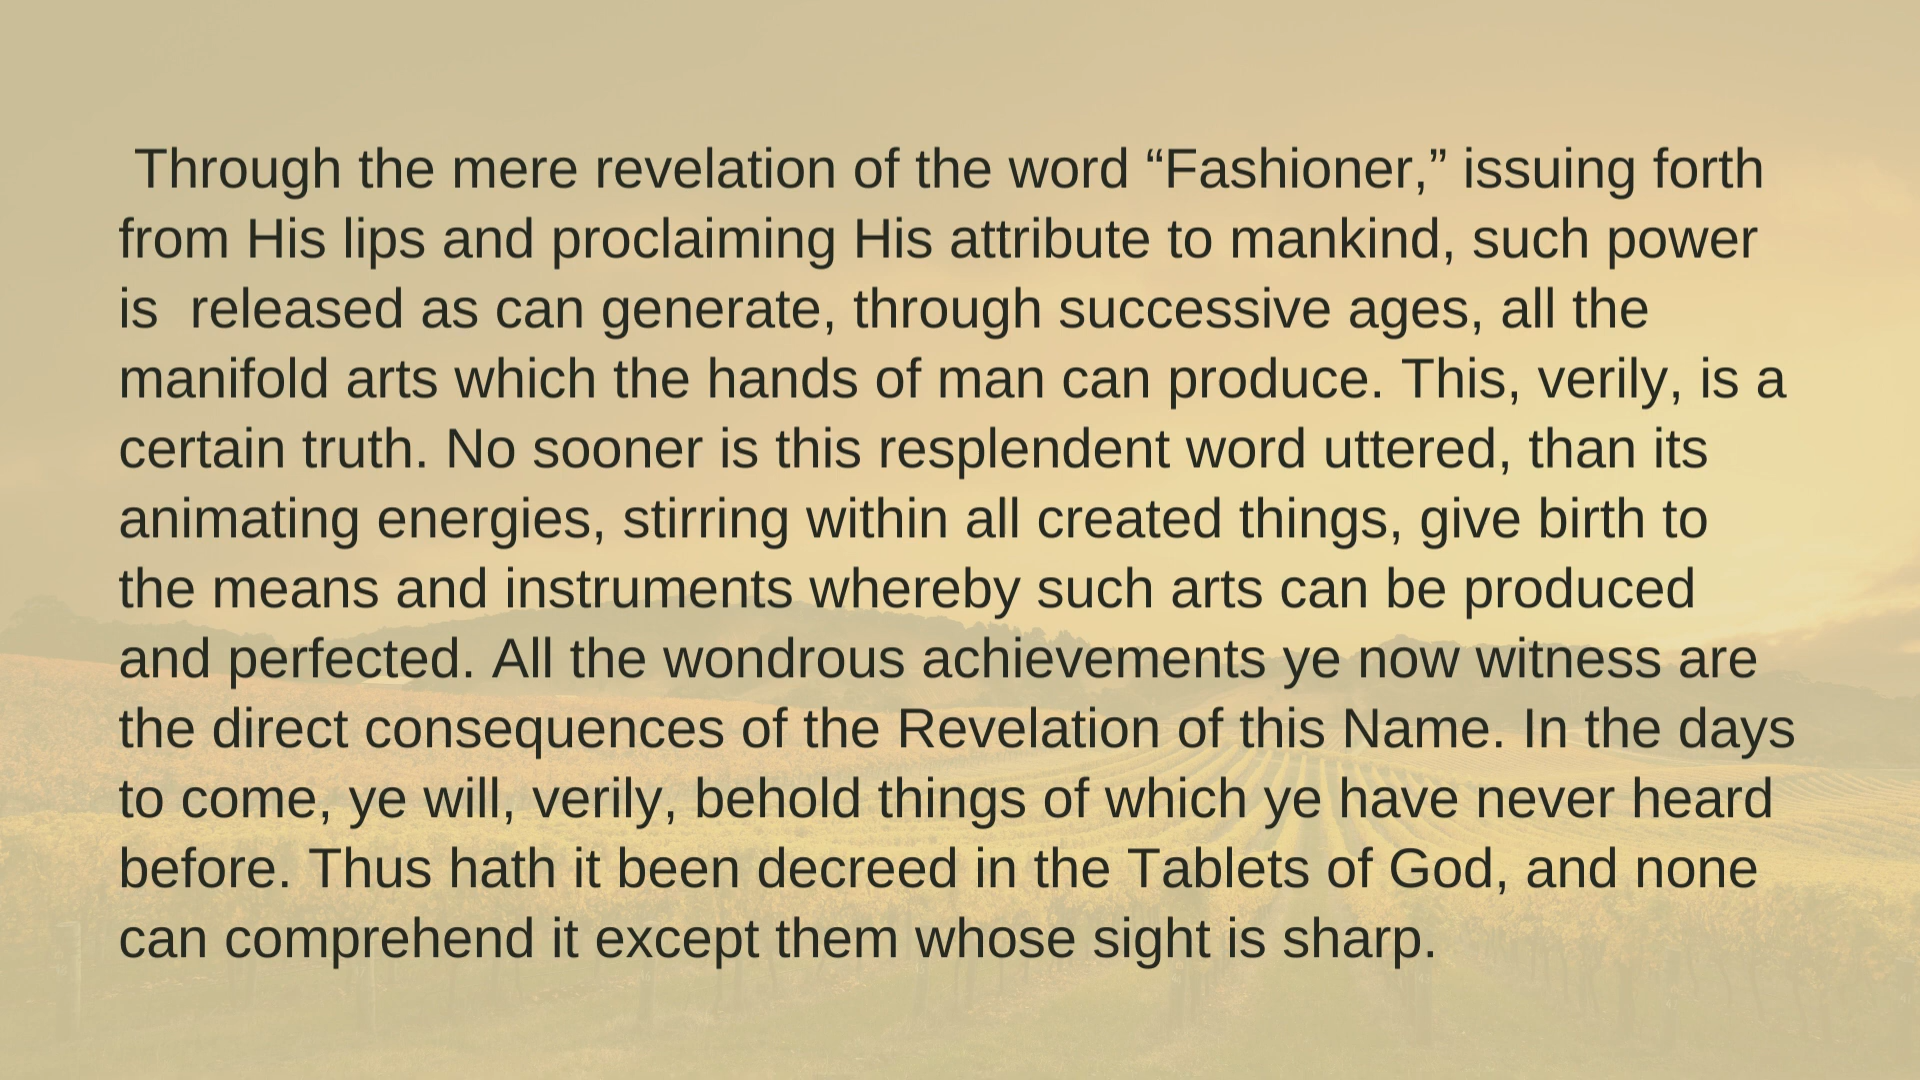 Through the mere revelation of the word “Fashioner,” issuing forth
from His lips and proclaiming His attribute to mankind, such power
is  released as can generate, through successive ages, all the
manifold arts which the hands of man can produce. This, verily, is a
certain truth. No sooner is this resplendent word uttered, than its
animating energies, stirring within all created things, give birth to
the means and instruments whereby such arts can be produced
and perfected. All the wondrous achievements ye now witness are
the direct consequences of the Revelation of this Name. In the days
to come, ye will, verily, behold things of which ye have never heard
before. Thus hath it been decreed in the Tablets of God, and none
can comprehend it except them whose sight is sharp.